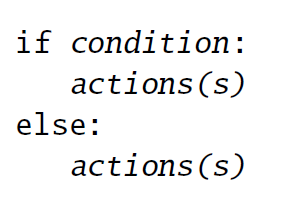 if condition:
    actions(s)
else:
    actions(s)